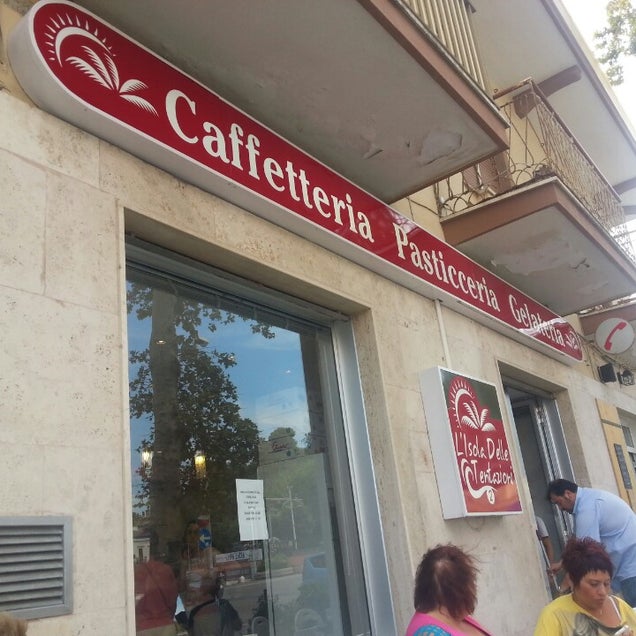 Caffetteria Pasticceria Gelateria
L'Isola Delle
Tentazioni